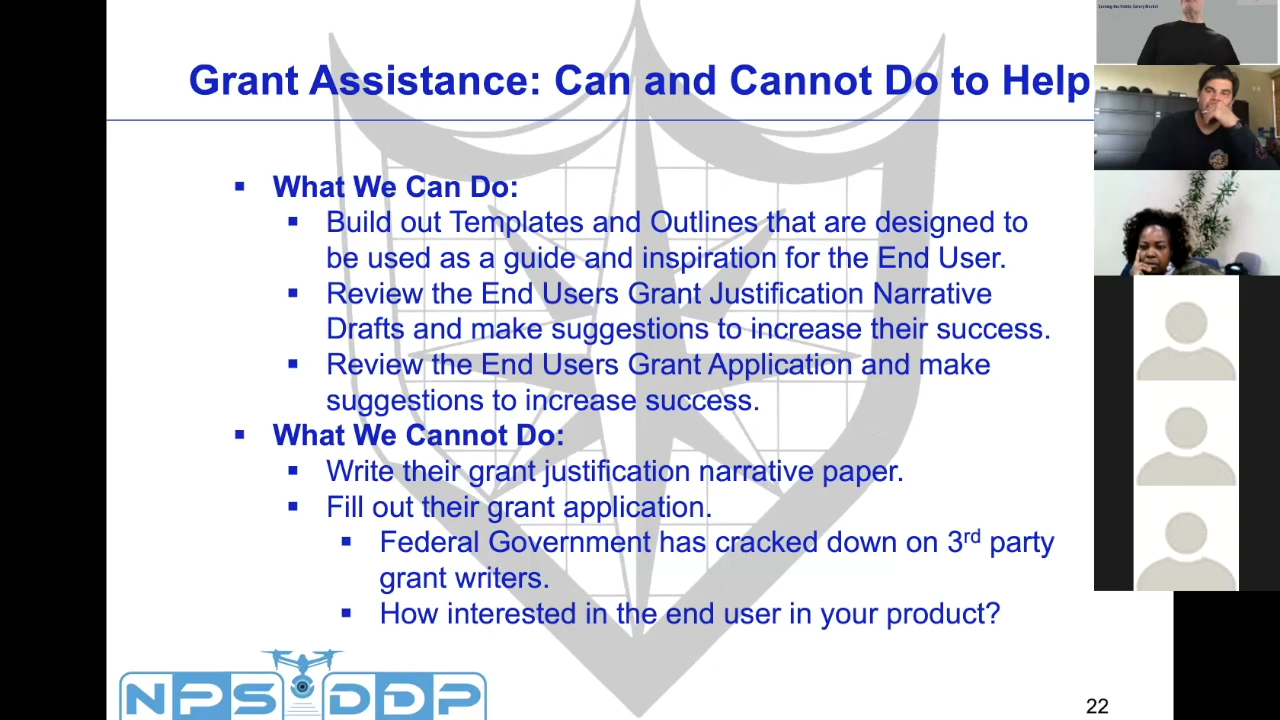 Grant Assistance: Can and Cannot Do to Help
What We Can Do:
Build out Templates and Outlines that are designed to
be used as a guide and inspiration for the End User.
Review the End Users Grant Justification Narrative
Drafts and make suggestions to increase their success.
Review the End Users Grant Application and make
suggestions to increase success.
What We Cannot Do:
Write their grant justification narrative paper.
Fill out their grant application.
Federal Government has cracked down on 3rd party
grant writers.
How interested in the end user in your product?
NPS DDP
22